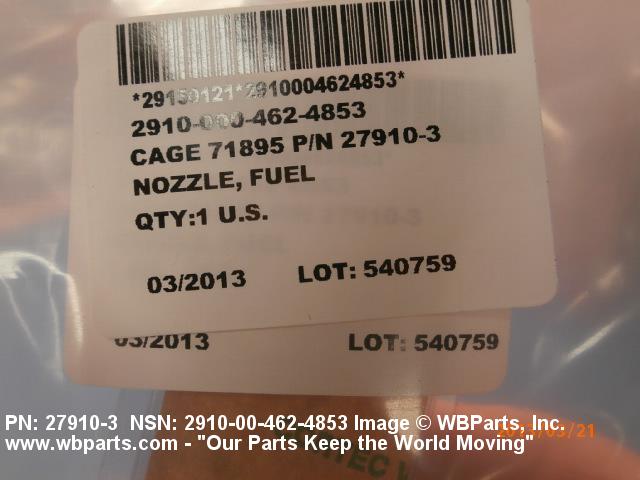 *29150121*2910004624853*
2910-000-462-4853
CAGE 71895 P/N 27910-3
NOZZLE, FUEL
QTY:1 U.S.
03/2013 LOT: 540759
03/2013 LOT: 540759
PN: 27910-3 NSN: 2910-00-462-4853 Image © WBParts, Inc.
www.wbparts.com - "Our Parts Keep the World Moving"